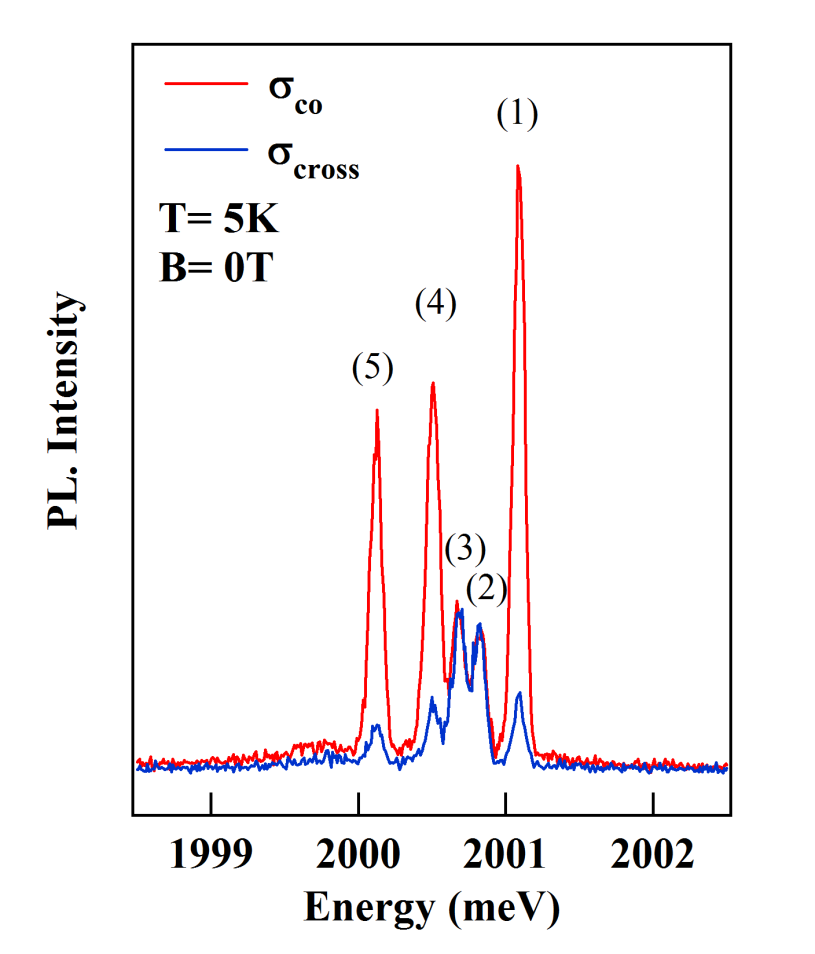 σco
σcross
T= 5K
B= 0T
(1)
(4)
(5)
(3)
(2)
PL. Intensity
1999 2000 2001 2002
Energy (meV)